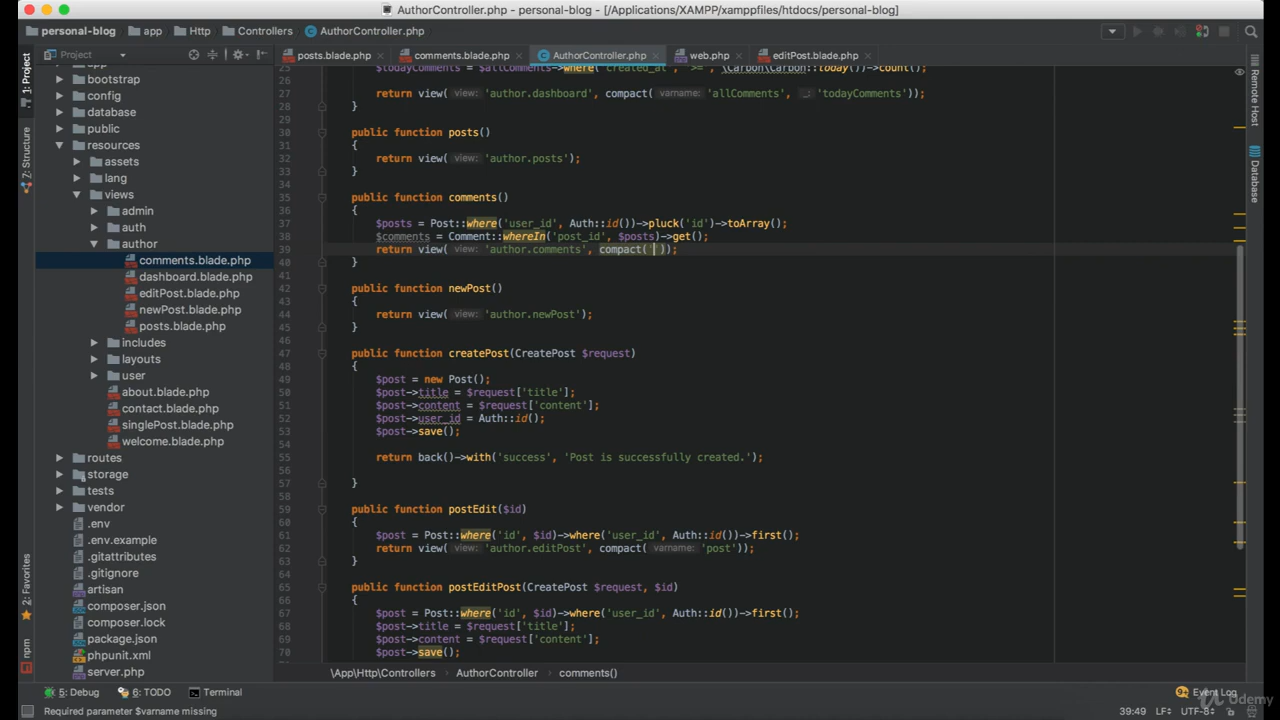 AuthorController.php - personal-blog - [/Applications/XAMPP/xamppfiles/htdocs/personal-blog]
personal-blog app Http Controllers AuthorController.php
Project
posts.blade.php comments.blade.php AuthorController.php web.php editPost.blade.php
1: Project
Z: Structure
2: Favorites
npm
bootstrap
config
database
public
resources
assets
lang
views
admin
auth
author
comments.blade.php
dashboard.blade.php
editPost.blade.php
newPost.blade.php
posts.blade.php
includes
layouts
user
about.blade.php
contact.blade.php
singlePost.blade.php
welcome.blade.php
routes
storage
tests
vendor
.env
.env.example
.gitattributes
.gitignore
artisan
composer.json
composer.lock
package.json
phpunit.xml
server.php
25 $todayComments = $allComments->where('created_at', '>=', \Carbon\Carbon::today())->count();
26
27 return view( view: 'author.dashboard', compact( varname: 'allComments', _: 'todayComments'));
28 }
29
30 public function posts()
31 {
32 return view( view: 'author.posts');
33 }
34
35 public function comments()
36 {
37 $posts = Post::where('user_id', Auth::id())->pluck('id')->toArray();
38 $comments = Comment::whereIn('post_id', $posts)->get();
39 return view( view: 'author.comments', compact(''));
40 }
41
42 public function newPost()
43 {
44 return view( view: 'author.newPost');
45 }
46
47 public function createPost(CreatePost $request)
48 {
49 $post = new Post();
50 $post->title = $request['title'];
51 $post->content = $request['content'];
52 $post->user_id = Auth::id();
53 $post->save();
54
55 return back()->with('success', 'Post is successfully created.');
56
57 }
58
59 public function postEdit($id)
60 {
61 $post = Post::where('id', $id)->where('user_id', Auth::id())->first();
62 return view( view: 'author.editPost', compact( varname: 'post'));
63 }
64
65 public function postEditPost(CreatePost $request, $id)
66 {
67 $post = Post::where('id', $id)->where('user_id', Auth::id())->first();
68 $post->title = $request['title'];
69 $post->content = $request['content'];
70 $post->save();
Remote Host
Database
\App\Http\Controllers AuthorController comments()
5: Debug 6: TODO Terminal
9+ Event Log
Required parameter $varname missing
39:49 LF÷ UTF-8÷
Udemy